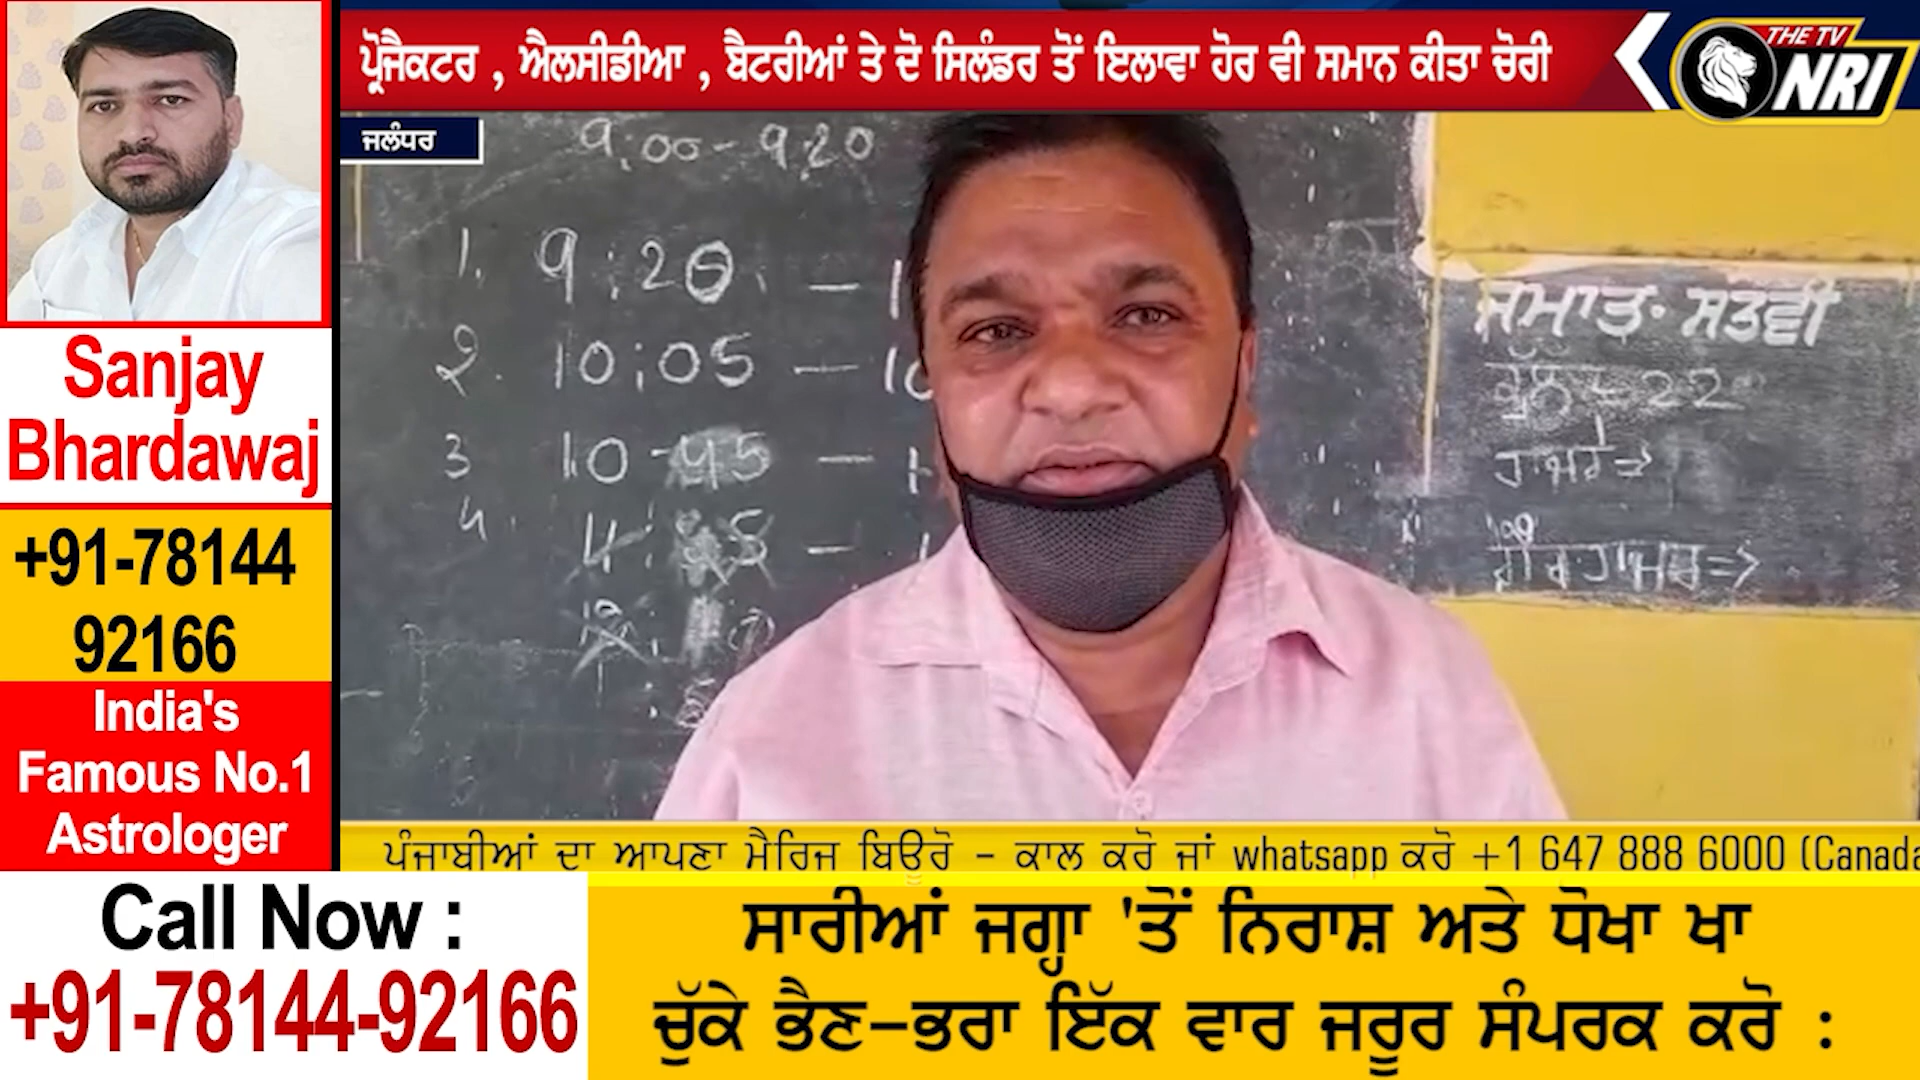 ਪ੍ਰੋਜੈਕਟਰ , ਐਲਸੀਡੀਆ , ਬੈਟਰੀਆਂ ਤੇ ਦੋ ਸਿਲੰਡਰ ਤੋਂ ਇਲਾਵਾ ਹੋਰ ਵੀ ਸਮਾਨ ਕੀਤਾ ਚੋਰੀ
THE TV
NRI
ਜਲੰਧਰ
9:00 - 9:20
1. 9:20 - 1
2. 10:05 - 10
3 10-45 -
ਜਮਾਤ. ਸਤਵੀਂ
ਕੁੱਲ - 22
Sanjay
Bhardawaj
+91-78144
92166
India's
Famous No.1
Astrologer
ਪੰਜਾਬੀਆਂ ਦਾ ਆਪਣਾ ਮੈਰਿਜ ਬਿਊਰੋ - ਕਾਲ ਕਰੋ ਜਾਂ whatsapp ਕਰੋ +1 647 888 6000 (Canada
Call Now :
+91-78144-92166
ਸਾਰੀਆਂ ਜਗ੍ਹਾ 'ਤੋਂ ਨਿਰਾਸ਼ ਅਤੇ ਧੋਖਾ ਖਾ
ਚੁੱਕੇ ਭੈਣ-ਭਰਾ ਇੱਕ ਵਾਰ ਜਰੂਰ ਸੰਪਰਕ ਕਰੋ :